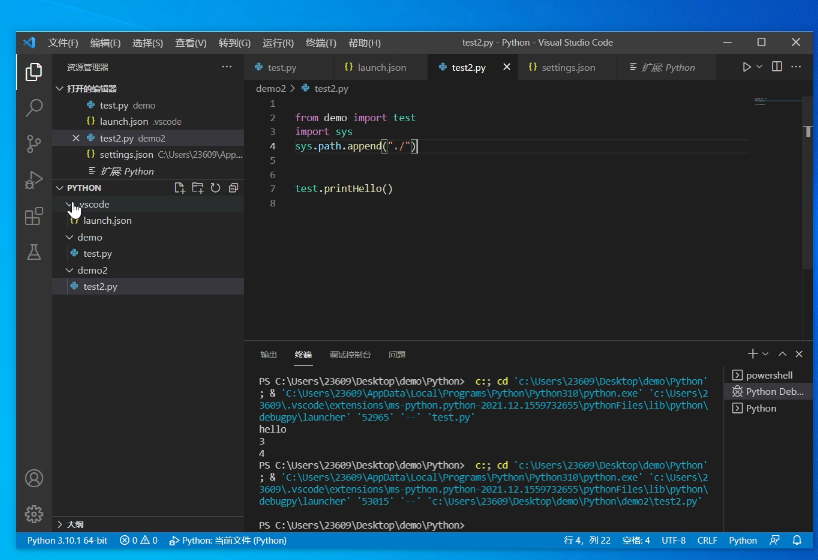 文件(F) 编辑(E) 选择(S) 查看(V) 转到(G) 运行(R) 终端(T) 帮助(H) test2.py - Python - Visual Studio Code
资源管理器 ···
test.py launch.json test2.py settings.json 扩展: Python
打开的编辑器
test.py demo
launch.json .vscode
test2.py demo2
settings.json C:\Users\23609\App...
扩展: Python
PYTHON
.vscode
launch.json
demo
test.py
demo2
test2.py
大纲
demo2 > test2.py
1
2 from demo import test
3 import sys
4 sys.path.append("./")
5
6
7 test.printHello()
8
输出 终端 调试控制台 问题
PS C:\Users\23609\Desktop\demo\Python> c:; cd 'c:\Users\23609\Desktop\demo\Python'
; & 'C:\Users\23609\AppData\Local\Programs\Python\Python310\python.exe' 'c:\Users\2
3609\.vscode\extensions\ms-python.python-2021.12.1559732655\pythonFiles\lib\python\
debugpy\launcher' '52965' '--' 'test.py'
hello
3
4
PS C:\Users\23609\Desktop\demo\Python> c:; cd 'c:\Users\23609\Desktop\demo\Python'
; & 'C:\Users\23609\AppData\Local\Programs\Python\Python310\python.exe' 'c:\Users\2
3609\.vscode\extensions\ms-python.python-2021.12.1559732655\pythonFiles\lib\python\
debugpy\launcher' '53015' '--' 'c:\Users\23609\Desktop\demo\Python\demo2\test2.py'
PS C:\Users\23609\Desktop\demo\Python>
powershell
Python Deb...
Python
Python 3.10.1 64-bit 0 0 Python: 当前文件 (Python) 行 4，列 22 空格: 4 UTF-8 CRLF Python